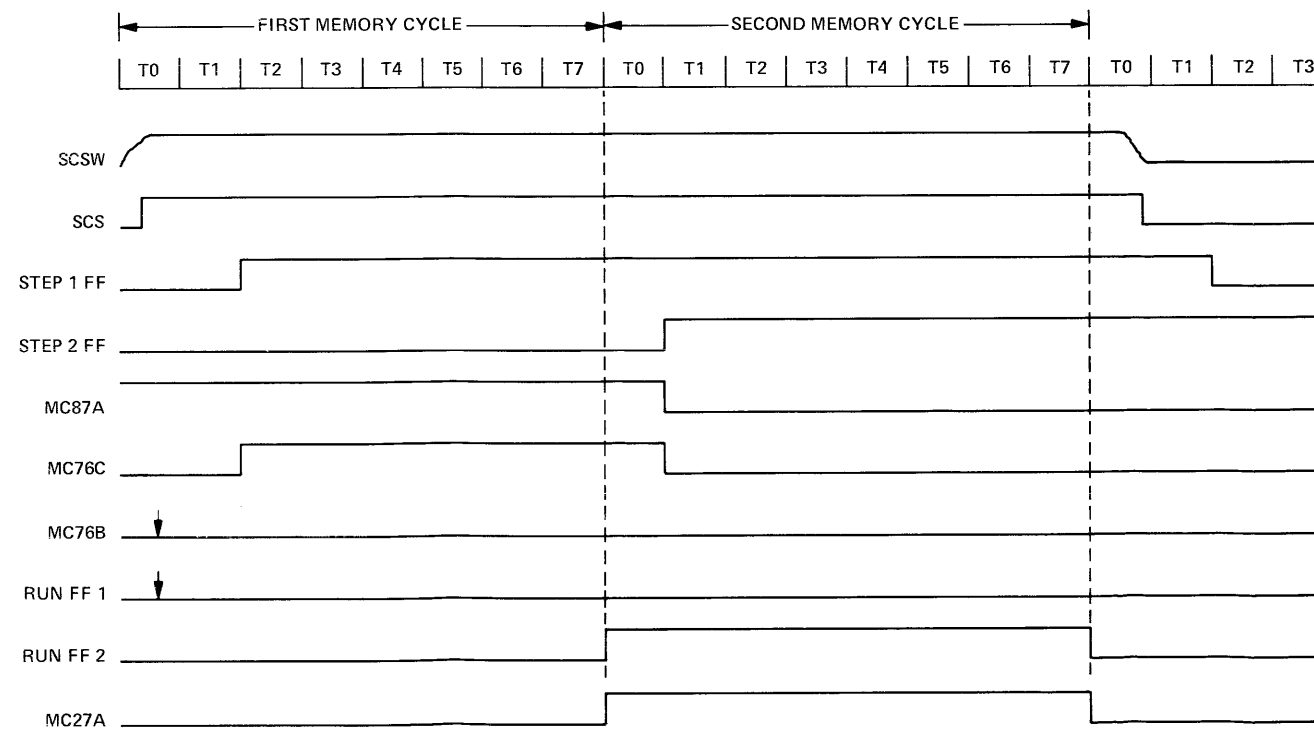 FIRST MEMORY CYCLE SECOND MEMORY CYCLE
T0 T1 T2 T3 T4 T5 T6 T7 T0 T1 T2 T3 T4 T5 T6 T7 T0 T1 T2 T3
SCSW
SCS
STEP 1 FF
STEP 2 FF
MC87A
MC76C
MC76B
RUN FF 1
RUN FF 2
MC27A